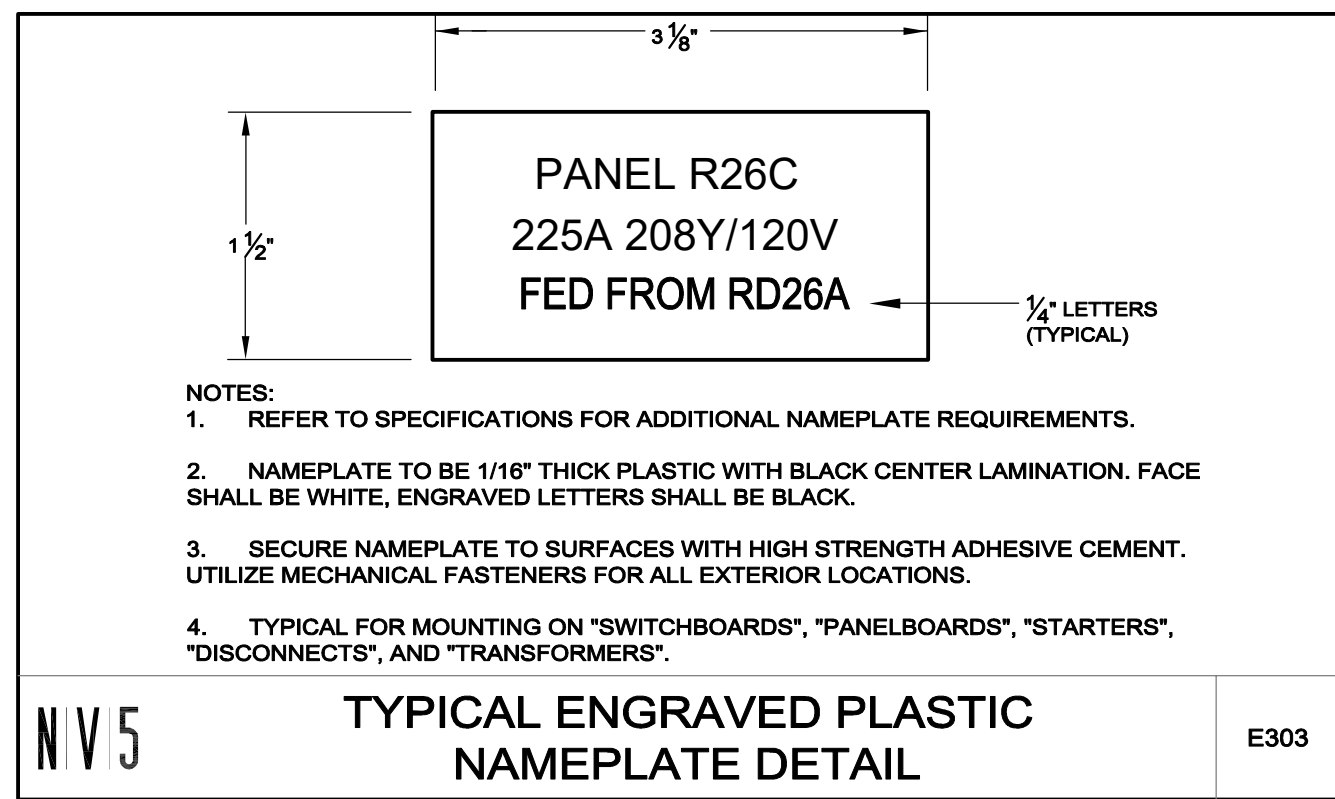 3 1/8"
PANEL R26C
225A 208Y/120V
1 1/2"
FED FROM RD26A
1/4" LETTERS
(TYPICAL)
NOTES:
1. REFER TO SPECIFICATIONS FOR ADDITIONAL NAMEPLATE REQUIREMENTS.
2. NAMEPLATE TO BE 1/16" THICK PLASTIC WITH BLACK CENTER LAMINATION. FACE
SHALL BE WHITE, ENGRAVED LETTERS SHALL BE BLACK.
3. SECURE NAMEPLATE TO SURFACES WITH HIGH STRENGTH ADHESIVE CEMENT.
UTILIZE MECHANICAL FASTENERS FOR ALL EXTERIOR LOCATIONS.
4. TYPICAL FOR MOUNTING ON "SWITCHBOARDS", "PANELBOARDS", "STARTERS",
"DISCONNECTS", AND "TRANSFORMERS".
N|V|5
TYPICAL ENGRAVED PLASTIC
NAMEPLATE DETAIL
E303